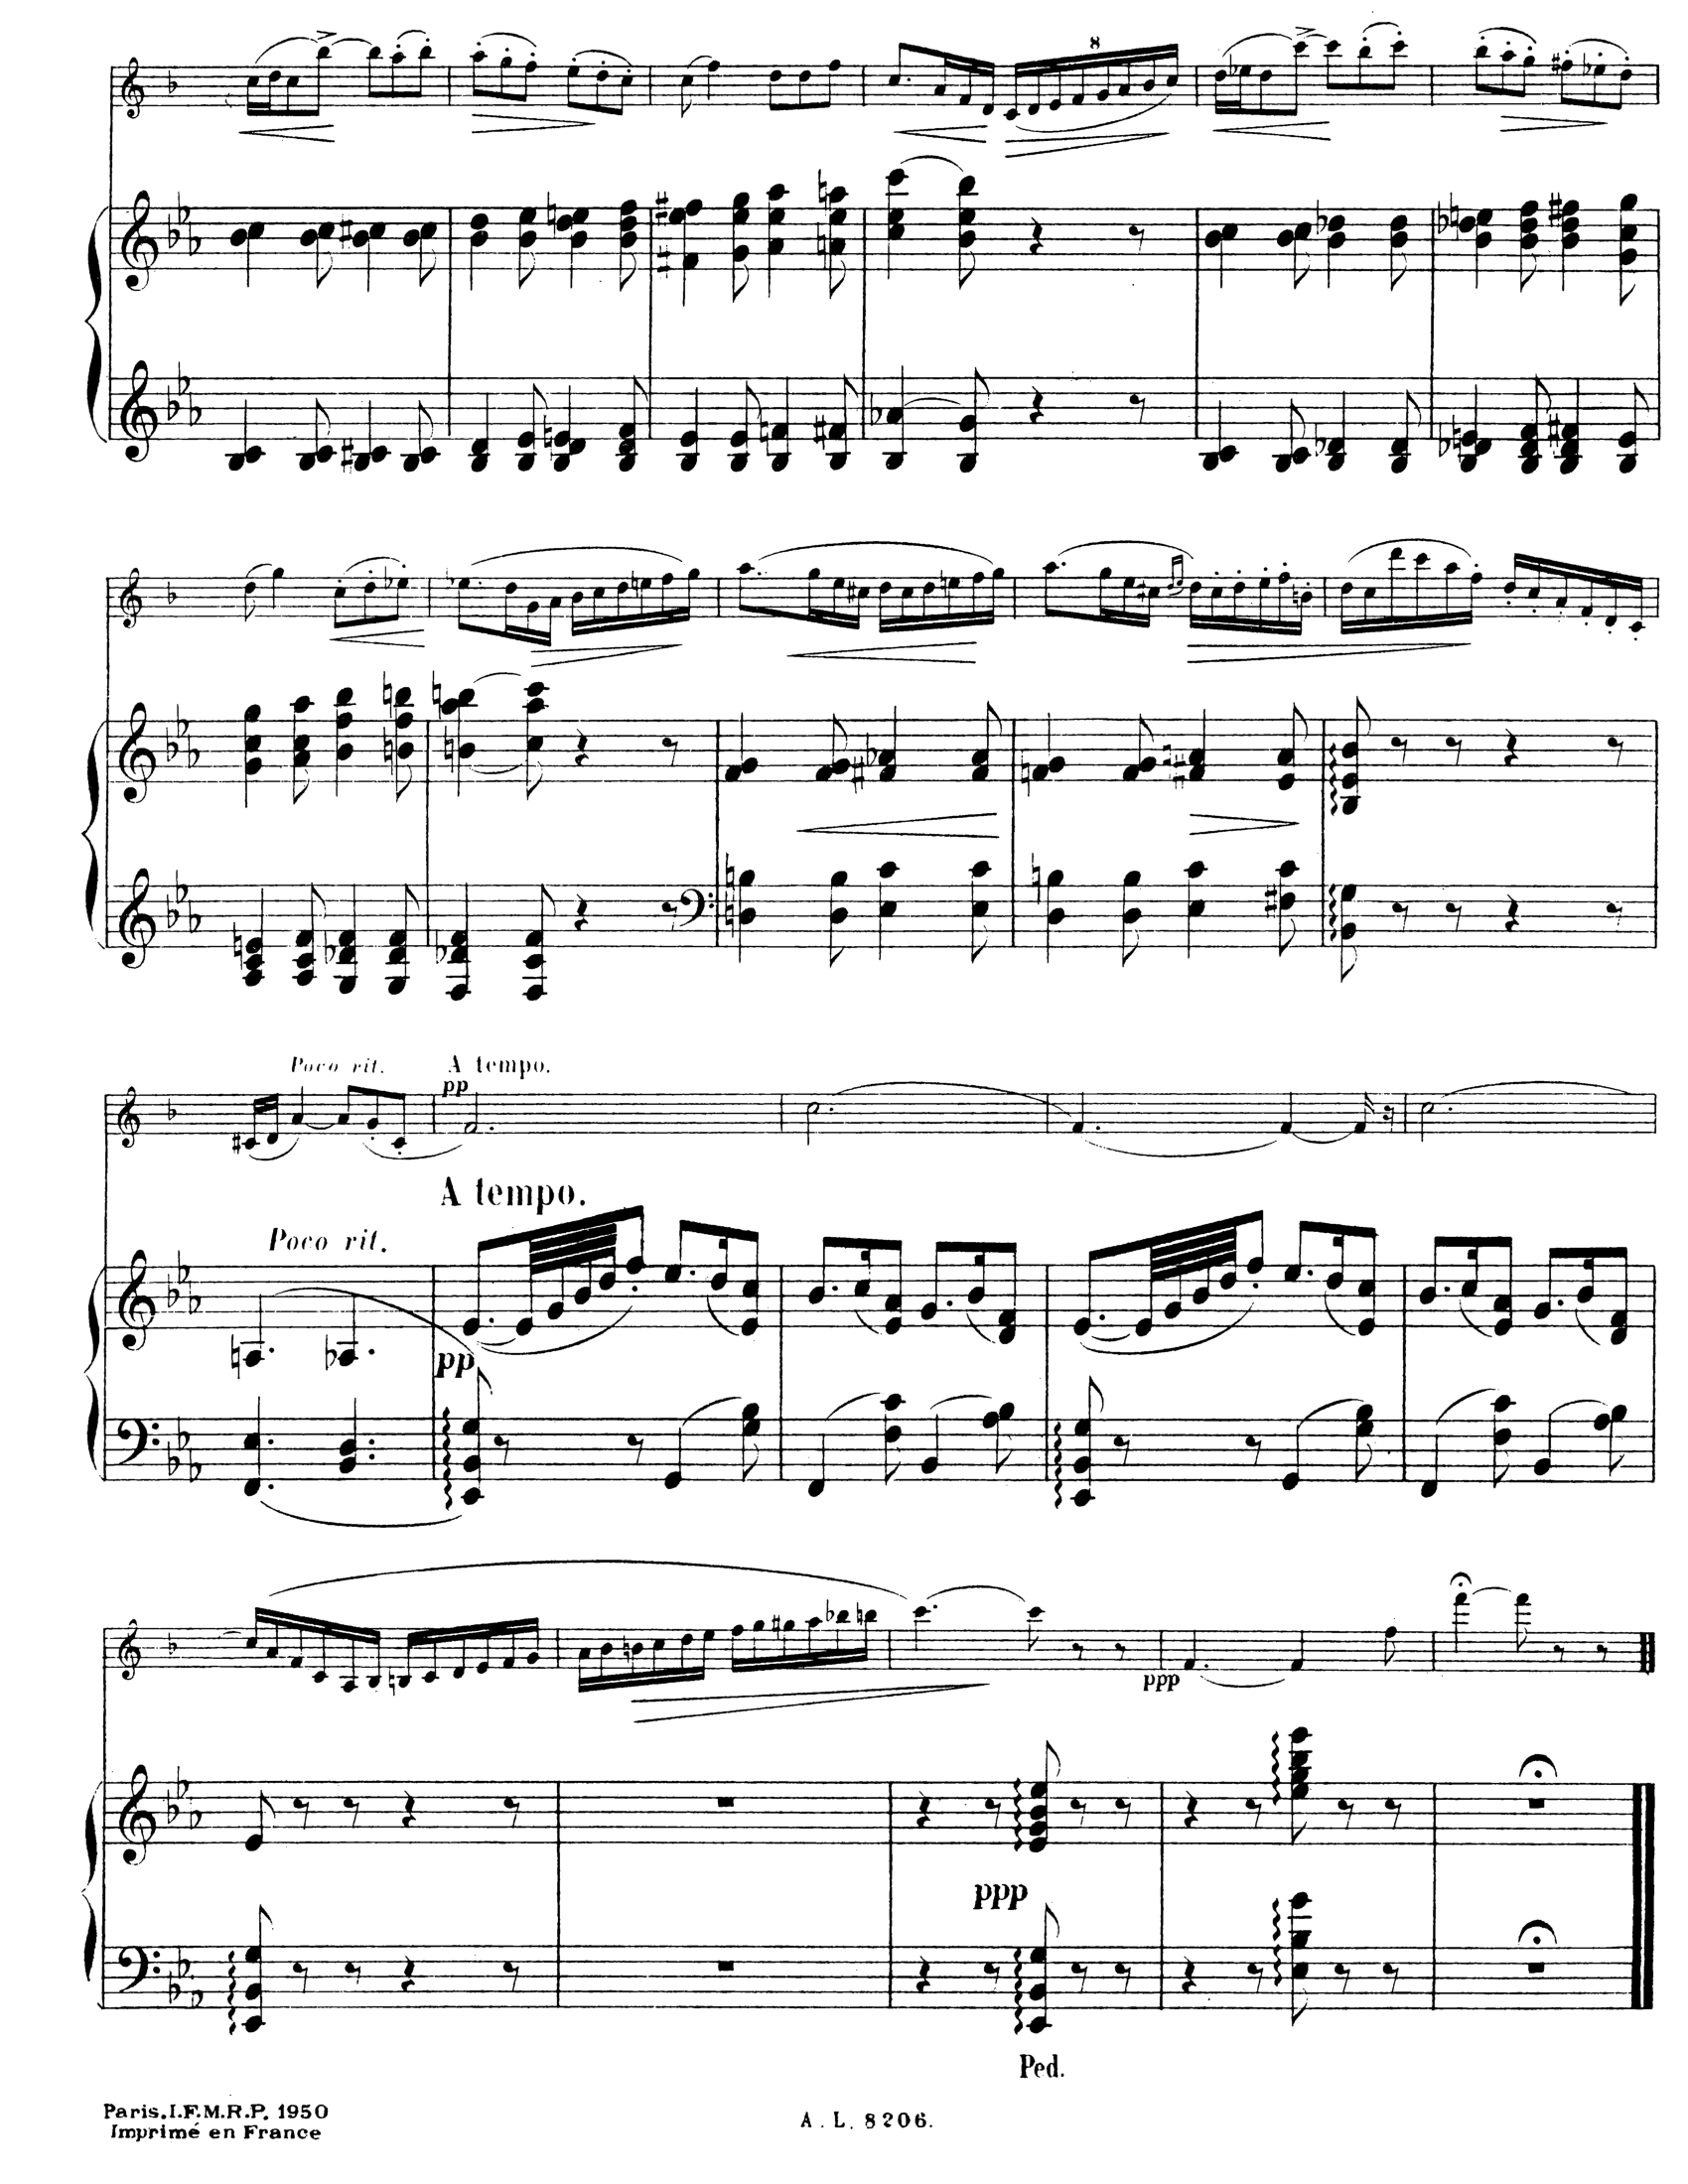 8
Poco rit.
A tempo.
pp
A tempo.
Poco rit.
pp
ppp
ppp
Ped.
Paris.I.F.M.R.P. 1950
Imprimé en France
A. L. 8206.